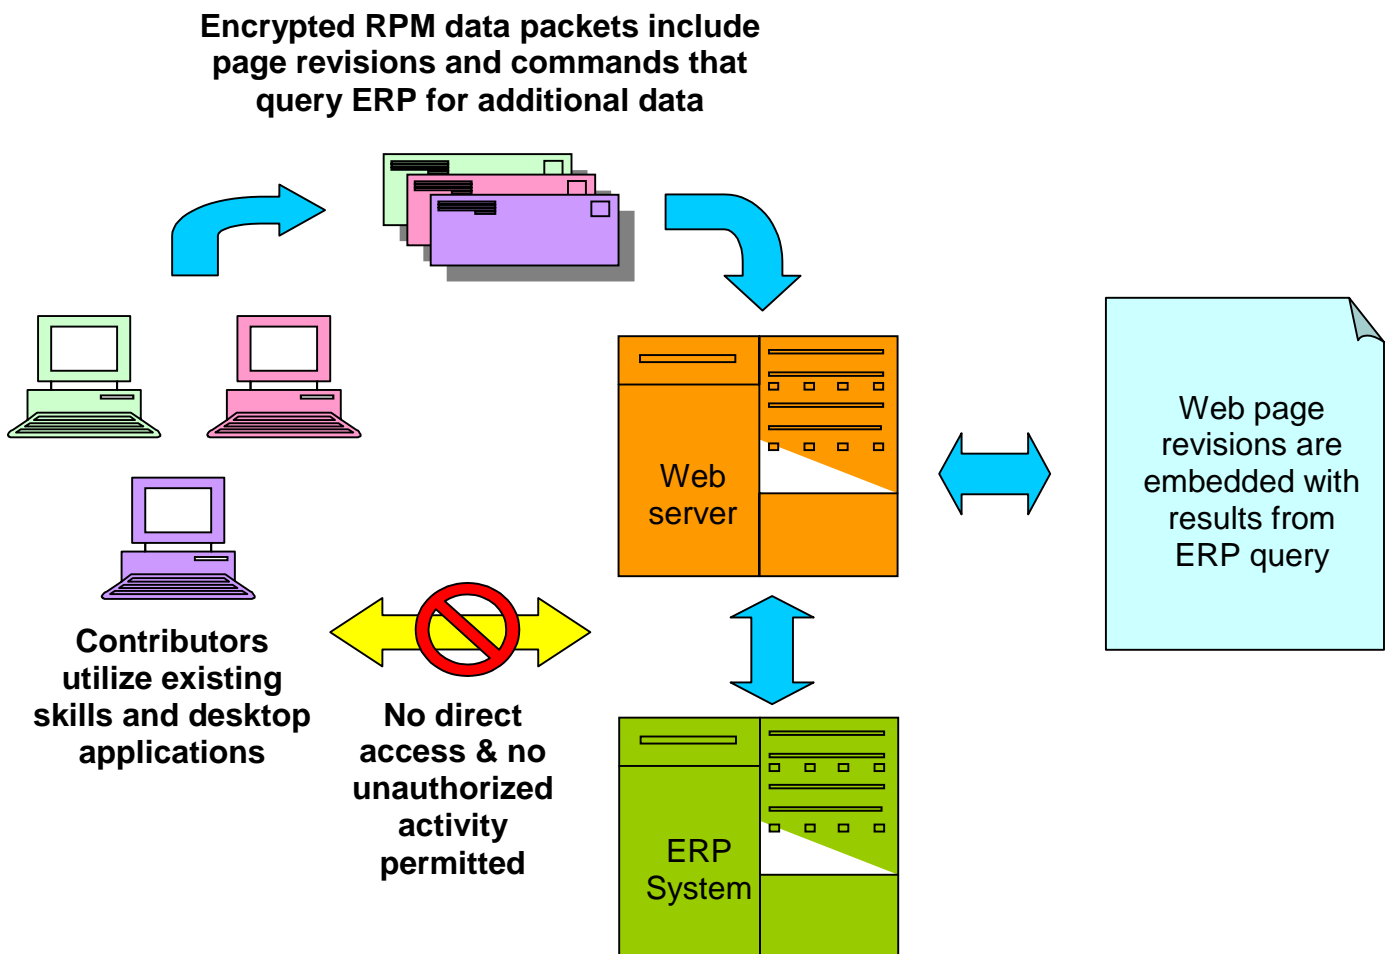 Encrypted RPM data packets include
page revisions and commands that
query ERP for additional data
Web
server
Web page
revisions are
embedded with
results from
ERP query
Contributors
utilize existing
skills and desktop
applications
No direct
access & no
unauthorized
activity
permitted
ERP
System